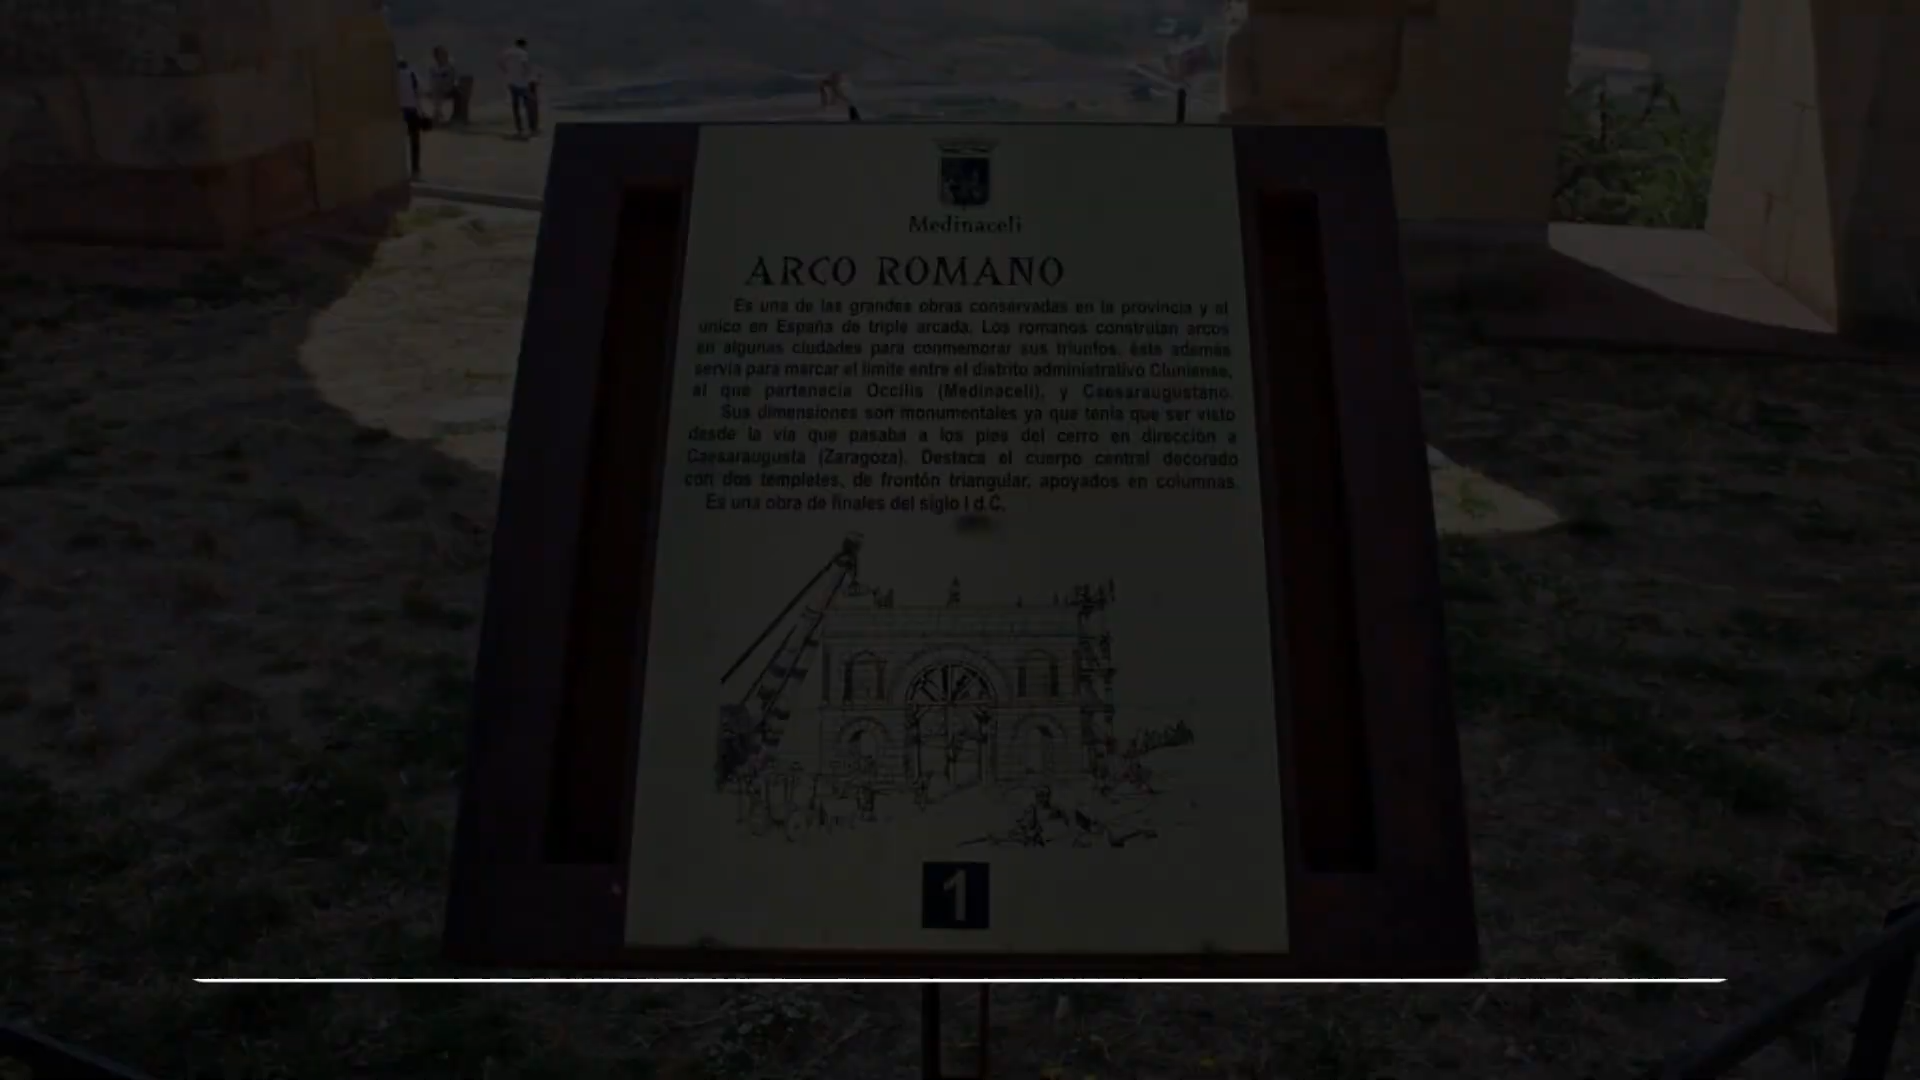 Medinaceli
ARCO ROMANO
Es una de las grandes obras conservadas en la provincia y el
único en España de triple arcada. Los romanos construían arcos
en algunas ciudades para conmemorar sus triunfos, éste además
servía para marcar el límite entre el distrito administrativo Cluniense,
al que pertenecía Occilis (Medinaceli), y Caesaraugustano.
Sus dimensiones son monumentales ya que tenía que ser visto
desde la vía que pasaba a los pies del cerro en dirección a
Caesaraugusta (Zaragoza). Destaca el cuerpo central decorado
con dos templetes, de frontón triangular, apoyados en columnas.
Es una obra de finales del siglo I d.C.
1